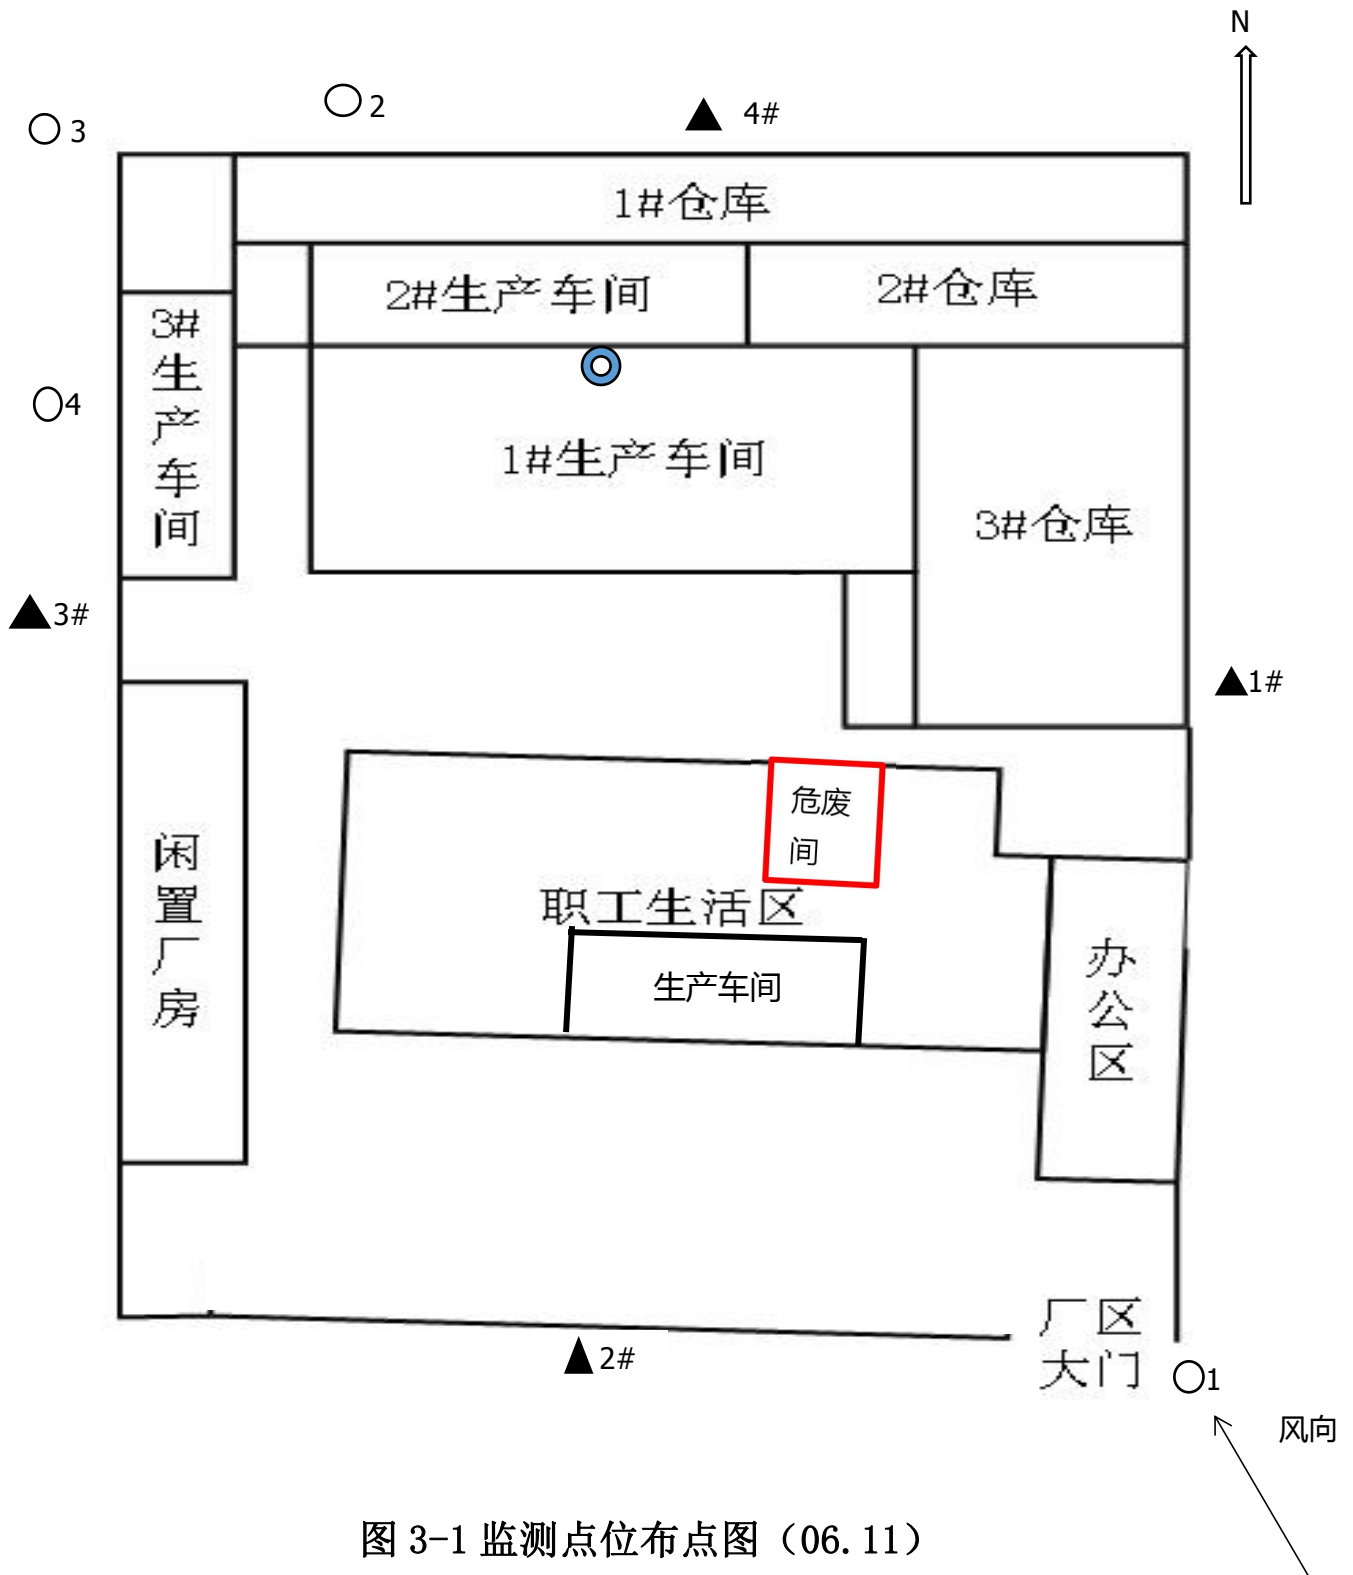 N
2
4#
3
1#仓库
2#生产车间
2#仓库
3#生产车间
4
1#生产车间
3#仓库
3#
1#
危废
间
闲置厂房
职工生活区
办公区
生产车间
厂区
大门
2#
1
风向
图 3-1 监测点位布点图（06.11）